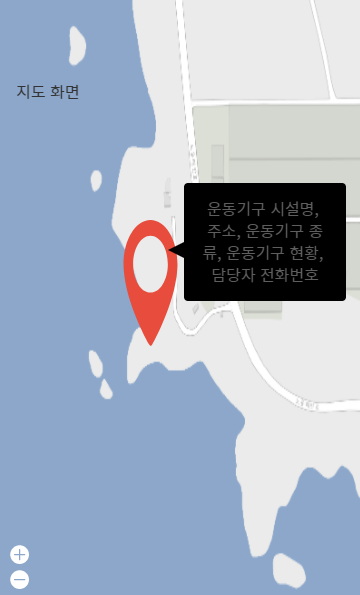 지도 화면
운동기구 시설명,
주소, 운동기구 종
류, 운동기구 현황,
담당자 전화번호